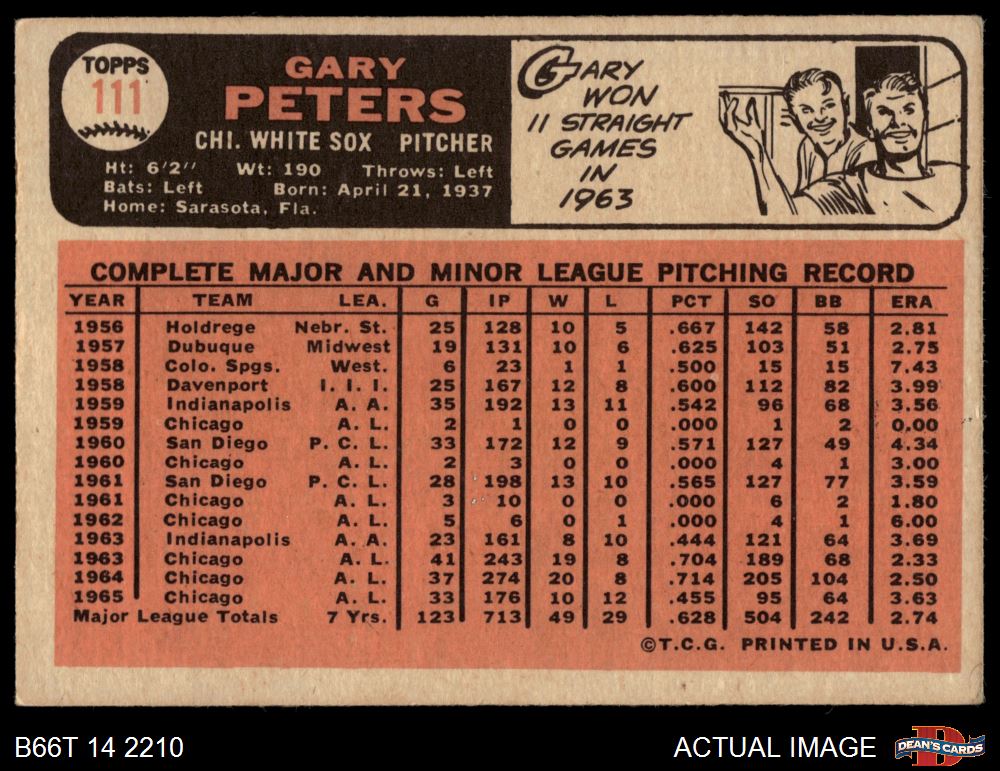 TOPPS
111
GARY
PETERS
CHI. WHITE SOX PITCHER
Ht: 6'2" Wt: 190 Throws: Left
Bats: Left Born: April 21, 1937
Home: Sarasota, Fla.
GARY
WON
11 STRAIGHT
GAMES
IN
1963
COMPLETE MAJOR AND MINOR LEAGUE PITCHING RECORD
YEAR TEAM LEA. G IP W L PCT SO BB ERA
1956 Holdrege Nebr. St. 25 128 10 5 .667 142 58 2.81
1957 Dubuque Midwest 19 131 10 6 .625 103 51 2.75
1958 Colo. Spgs. West. 6 23 1 1 .500 15 15 7.43
1958 Davenport I. I. I. 25 167 12 8 .600 112 82 3.99
1959 Indianapolis A. A. 35 192 13 11 .542 96 68 3.56
1959 Chicago A. L. 2 1 0 0 .000 1 2 0.00
1960 San Diego P. C. L. 33 172 12 9 .571 127 49 4.34
1960 Chicago A. L. 2 3 0 0 .000 4 1 3.00
1961 San Diego P. C. L. 28 198 13 10 .565 127 77 3.59
1961 Chicago A. L. 3 10 0 0 .000 6 2 1.80
1962 Chicago A. L. 5 6 0 1 .000 4 1 6.00
1963 Indianapolis A. A. 23 161 8 10 .444 121 64 3.69
1963 Chicago A. L. 41 243 19 8 .704 189 68 2.33
1964 Chicago A. L. 37 274 20 8 .714 205 104 2.50
1965 Chicago A. L. 33 176 10 12 .455 95 64 3.63
Major League Totals 7 Yrs. 123 713 49 29 .628 504 242 2.74
©T.C.G. PRINTED IN U.S.A.
B66T 14 2210
ACTUAL IMAGE
DEAN'S CARDS